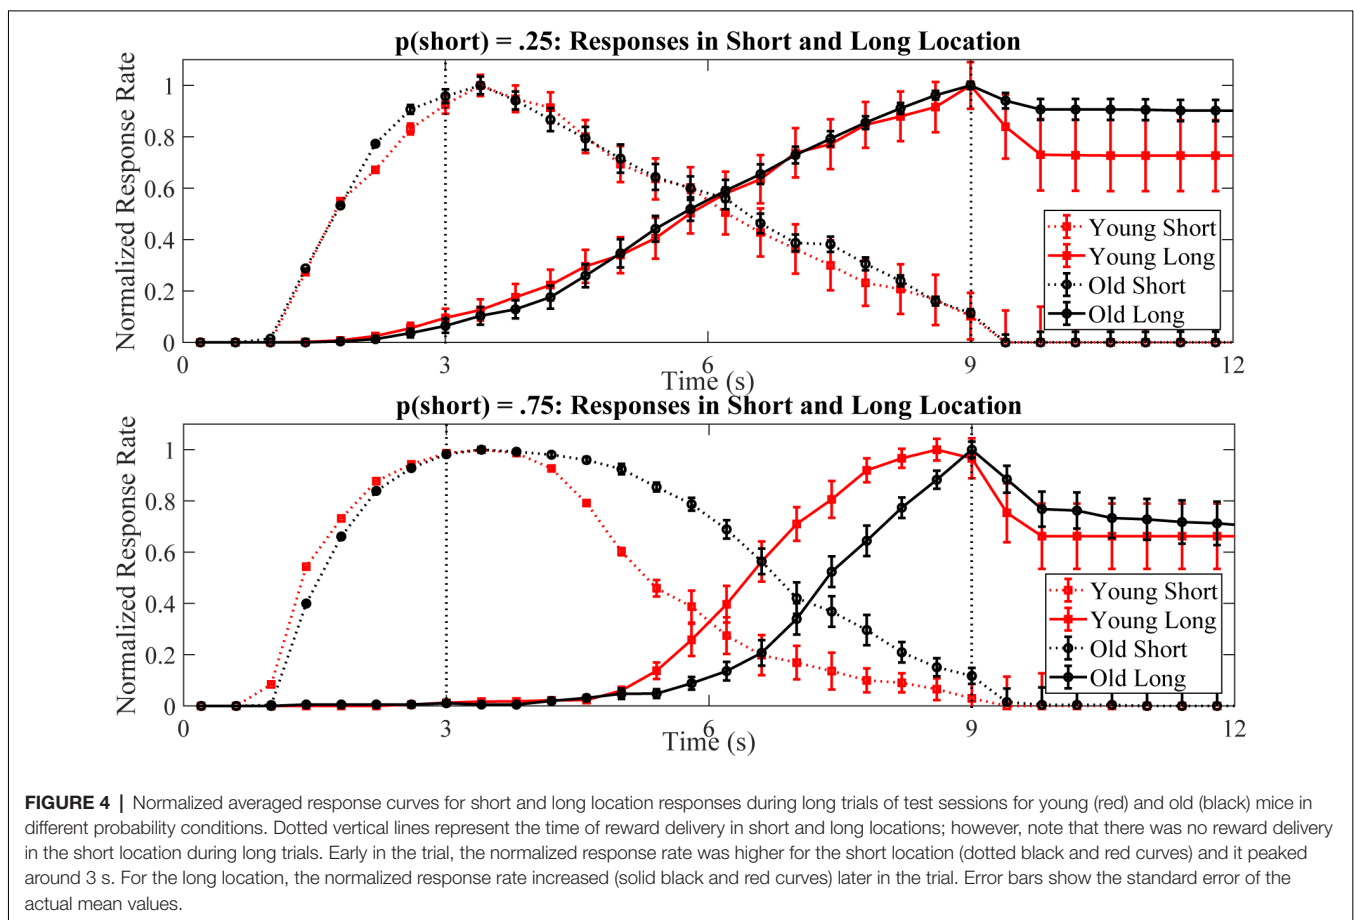 p(short) = .25: Responses in Short and Long Location
Normalized Response Rate
1
0.8
0.6
0.4
0.2
0
0 3 6 9 12
Time (s)
Young Short
Young Long
Old Short
Old Long
p(short) = .75: Responses in Short and Long Location
Normalized Response Rate
1
0.8
0.6
0.4
0.2
0
0 3 6 9 12
Time (s)
Young Short
Young Long
Old Short
Old Long
FIGURE 4 | Normalized averaged response curves for short and long location responses during long trials of test sessions for young (red) and old (black) mice in
different probability conditions. Dotted vertical lines represent the time of reward delivery in short and long locations; however, note that there was no reward delivery
in the short location during long trials. Early in the trial, the normalized response rate was higher for the short location (dotted black and red curves) and it peaked
around 3 s. For the long location, the normalized response rate increased (solid black and red curves) later in the trial. Error bars show the standard error of the
actual mean values.